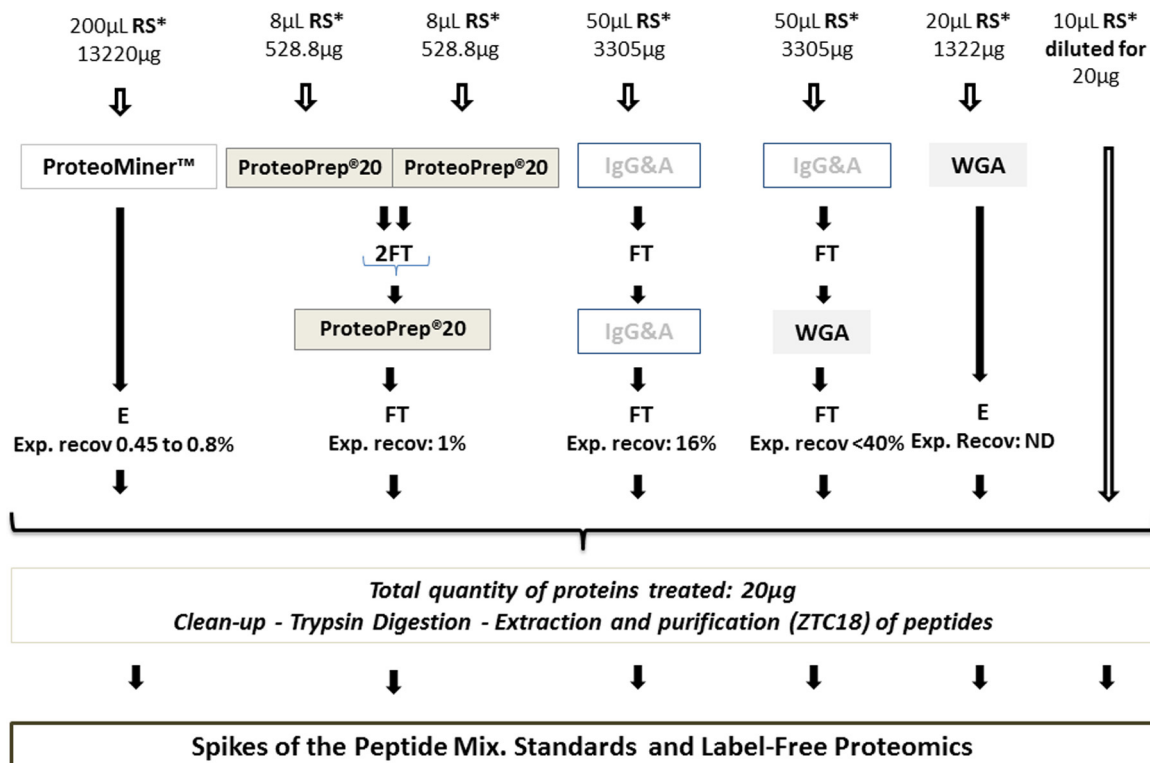 200µL RS* 8µL RS* 8µL RS* 50µL RS* 50µL RS* 20µL RS* 10µL RS*
13220µg 528.8µg 528.8µg 3305µg 3305µg 1322µg diluted for
20µg
ProteoMiner™ ProteoPrep®20 ProteoPrep®20 IgG&A IgG&A WGA
2FT FT FT
ProteoPrep®20 IgG&A WGA
E FT FT FT E
Exp. recov 0.45 to 0.8% Exp. recov: 1% Exp. recov: 16% Exp. recov <40% Exp. Recov: ND
Total quantity of proteins treated: 20µg
Clean-up - Trypsin Digestion - Extraction and purification (ZTC18) of peptides
Spikes of the Peptide Mix. Standards and Label-Free Proteomics